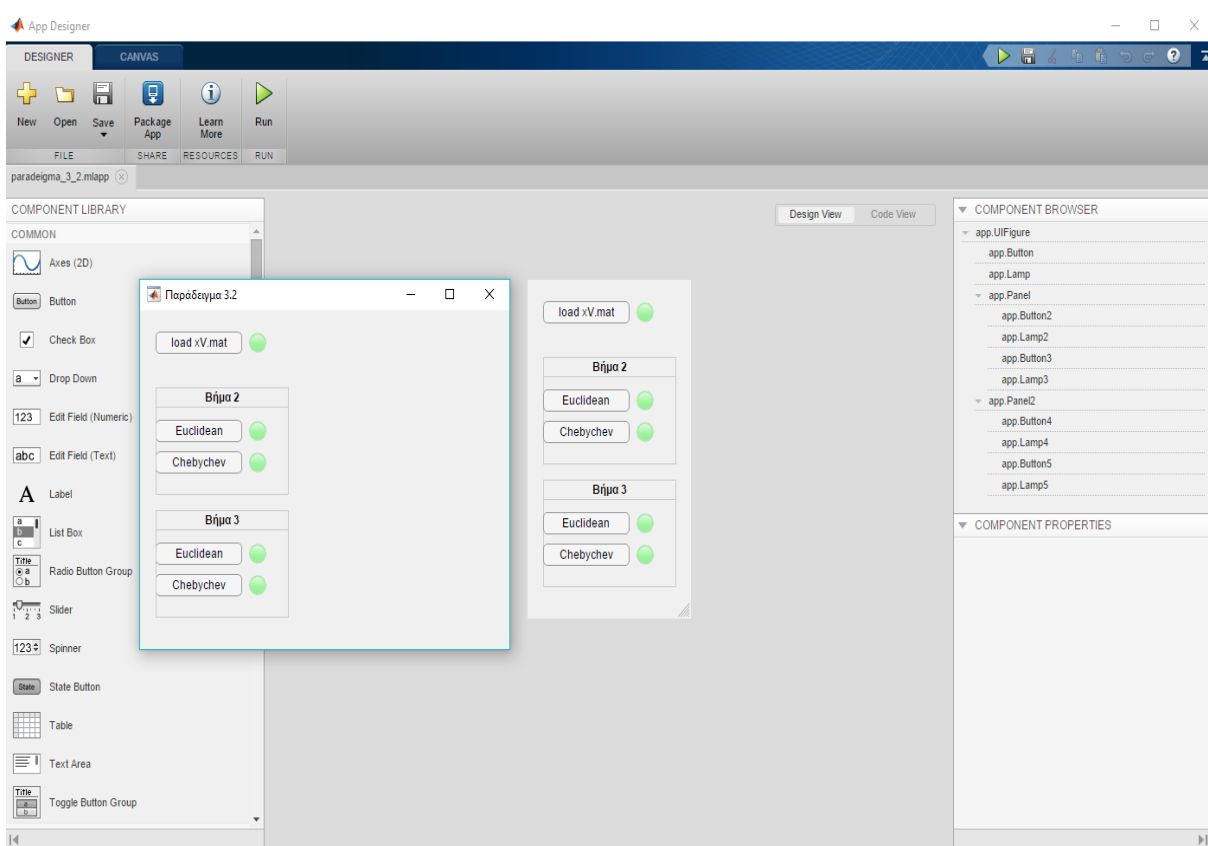 App Designer
DESIGNER CANVAS
New Open Save Package App Learn More Run
FILE SHARE RESOURCES RUN
paradeigma_3_2.mlapp
COMPONENT LIBRARY
COMMON
Axes (2D)
Button Button
Check Box
a Drop Down
123 Edit Field (Numeric)
abc Edit Field (Text)
A Label
a
b
c
List Box
Title
a
b
Radio Button Group
1 2 3
Slider
123 Spinner
State State Button
Table
Text Area
Title
a
b
Toggle Button Group
Παράδειγμα 3.2
load xV.mat
Βήμα 2
Euclidean
Chebychev
Βήμα 3
Euclidean
Chebychev
Design View Code View
load xV.mat
Βήμα 2
Euclidean
Chebychev
Βήμα 3
Euclidean
Chebychev
COMPONENT BROWSER
app.UIFigure
app.Button
app.Lamp
app.Panel
app.Button2
app.Lamp2
app.Button3
app.Lamp3
app.Panel2
app.Button4
app.Lamp4
app.Button5
app.Lamp5
COMPONENT PROPERTIES